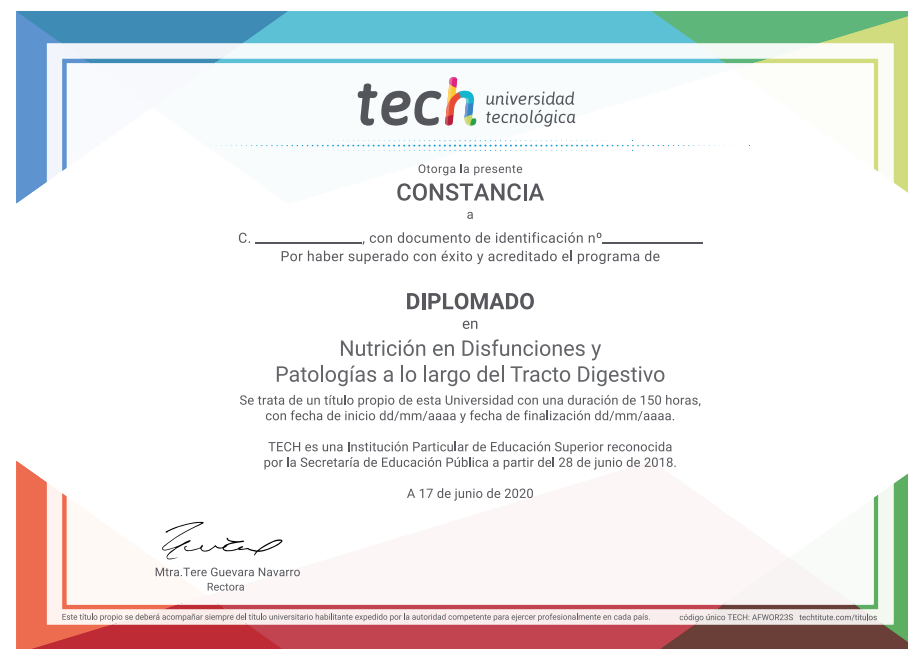 tech universidad
tecnológica
Otorga la presente
CONSTANCIA
a
C. ____________, con documento de identificación nº____________
Por haber superado con éxito y acreditado el programa de
DIPLOMADO
en
Nutrición en Disfunciones y
Patologías a lo largo del Tracto Digestivo
Se trata de un título propio de esta Universidad con una duración de 150 horas,
con fecha de inicio dd/mm/aaaa y fecha de finalización dd/mm/aaaa.
TECH es una Institución Particular de Educación Superior reconocida
por la Secretaría de Educación Pública a partir del 28 de junio de 2018.
A 17 de junio de 2020
Mtra.Tere Guevara Navarro
Rectora
Este título propio se deberá acompañar siempre del título universitario habilitante expedido por la autoridad competente para ejercer profesionalmente en cada país. código único TECH: AFWOR23S techtitute.com/titulos